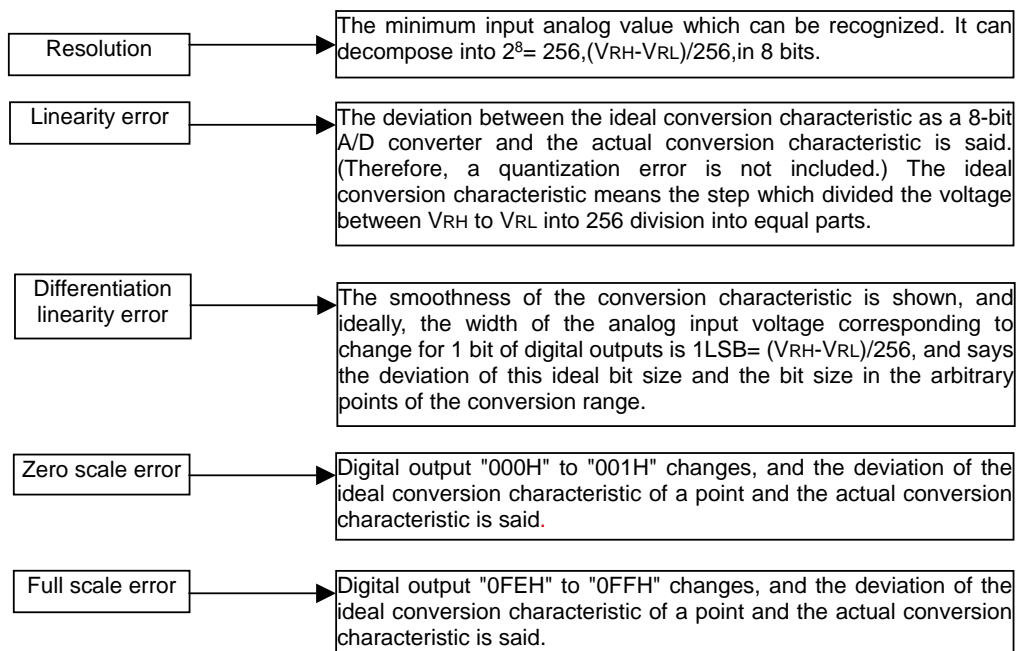 Resolution
The minimum input analog value which can be recognized. It can
decompose into 2⁸= 256,(VRH-VRL)/256,in 8 bits.
Linearity error
The deviation between the ideal conversion characteristic as a 8-bit
A/D converter and the actual conversion characteristic is said.
(Therefore, a quantization error is not included.) The ideal
conversion characteristic means the step which divided the voltage
between VRH to VRL into 256 division into equal parts.
Differentiation
linearity error
The smoothness of the conversion characteristic is shown, and
ideally, the width of the analog input voltage corresponding to
change for 1 bit of digital outputs is 1LSB= (VRH-VRL)/256, and says
the deviation of this ideal bit size and the bit size in the arbitrary
points of the conversion range.
Zero scale error
Digital output "000H" to "001H" changes, and the deviation of the
ideal conversion characteristic of a point and the actual conversion
characteristic is said.
Full scale error
Digital output "0FEH" to "0FFH" changes, and the deviation of the
ideal conversion characteristic of a point and the actual conversion
characteristic is said.